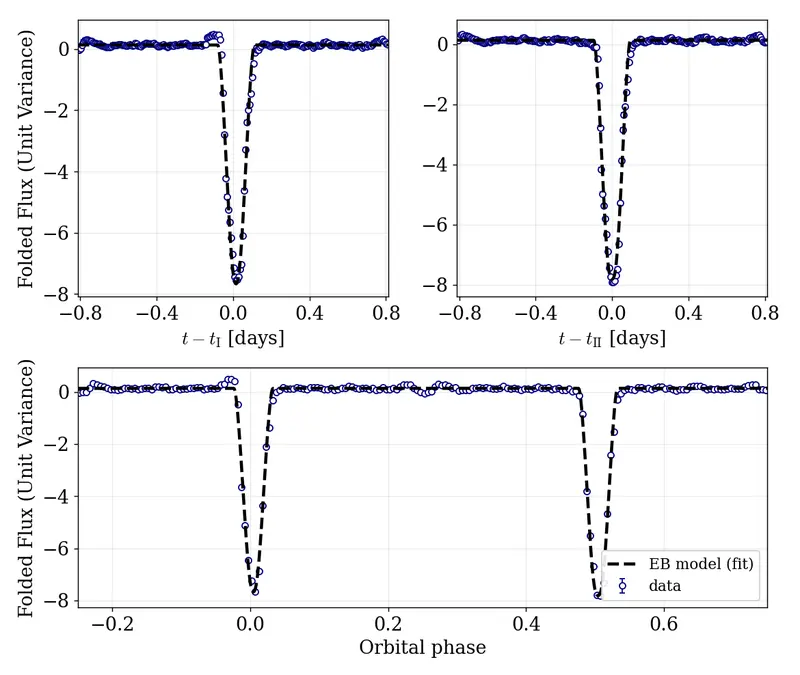 Folded Flux (Unit Variance)
0
−2
−4
−6
−8
−0.8 −0.4 0.0 0.4 0.8
t − tI [days]
0
−2
−4
−6
−8
−0.8 −0.4 0.0 0.4 0.8
t − tII [days]
Folded Flux (Unit Variance)
0
−2
−4
−6
−8
−0.2 0.0 0.2 0.4 0.6
Orbital phase
EB model (fit)
data